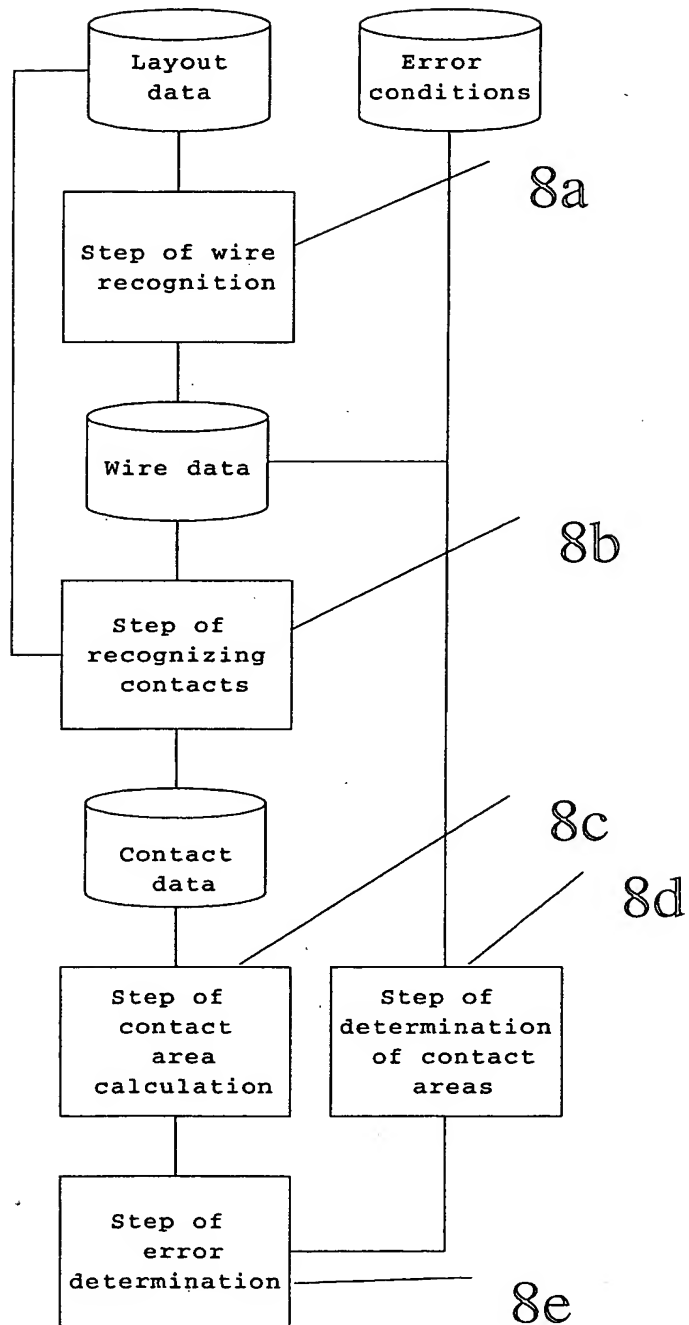 Layout
data
Error
conditions
8a
Step of wire
recognition
Wire data
8b
Step of
recognizing
contacts
8c
Contact
data
8d
Step of
contact
area
calculation
Step of
determination
of contact
areas
Step of
error
determination
8e